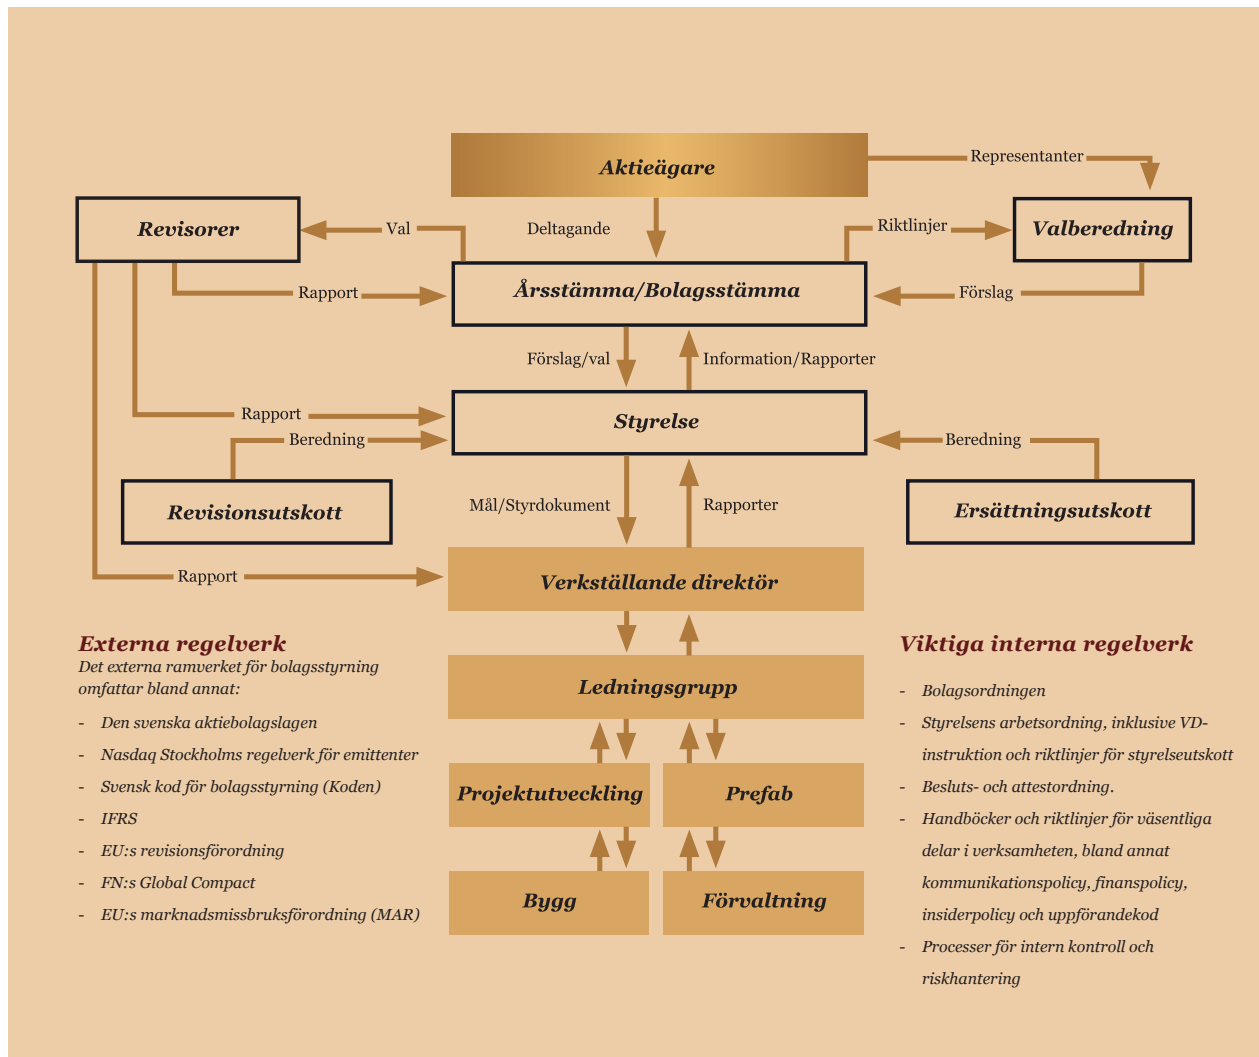 Aktieägare
Representanter
Revisorer
Val
Deltagande
Riktlinjer
Valberedning
Rapport
Årsstämma/Bolagsstämma
Förslag
Förslag/val
Information/Rapporter
Rapport
Styrelse
Beredning
Beredning
Revisionsutskott
Mål/Styrdokument
Rapporter
Ersättningsutskott
Rapport
Verkställande direktör
Ledningsgrupp
Projektutveckling
Prefab
Bygg
Förvaltning
Externa regelverk
Det externa ramverket för bolagsstyrning
omfattar bland annat:
- Den svenska aktiebolagslagen
- Nasdaq Stockholms regelverk för emittenter
- Svensk kod för bolagsstyrning (Koden)
- IFRS
- EU:s revisionsförordning
- FN:s Global Compact
- EU:s marknadsmissbruksförordning (MAR)
Viktiga interna regelverk
- Bolagsordningen
- Styrelsens arbetsordning, inklusive VD-
instruktion och riktlinjer för styrelseutskott
- Besluts- och attestordning.
- Handböcker och riktlinjer för väsentliga
delar i verksamheten, bland annat
kommunikationspolicy, finanspolicy,
insiderpolicy och uppförandekod
- Processer för intern kontroll och
riskhantering